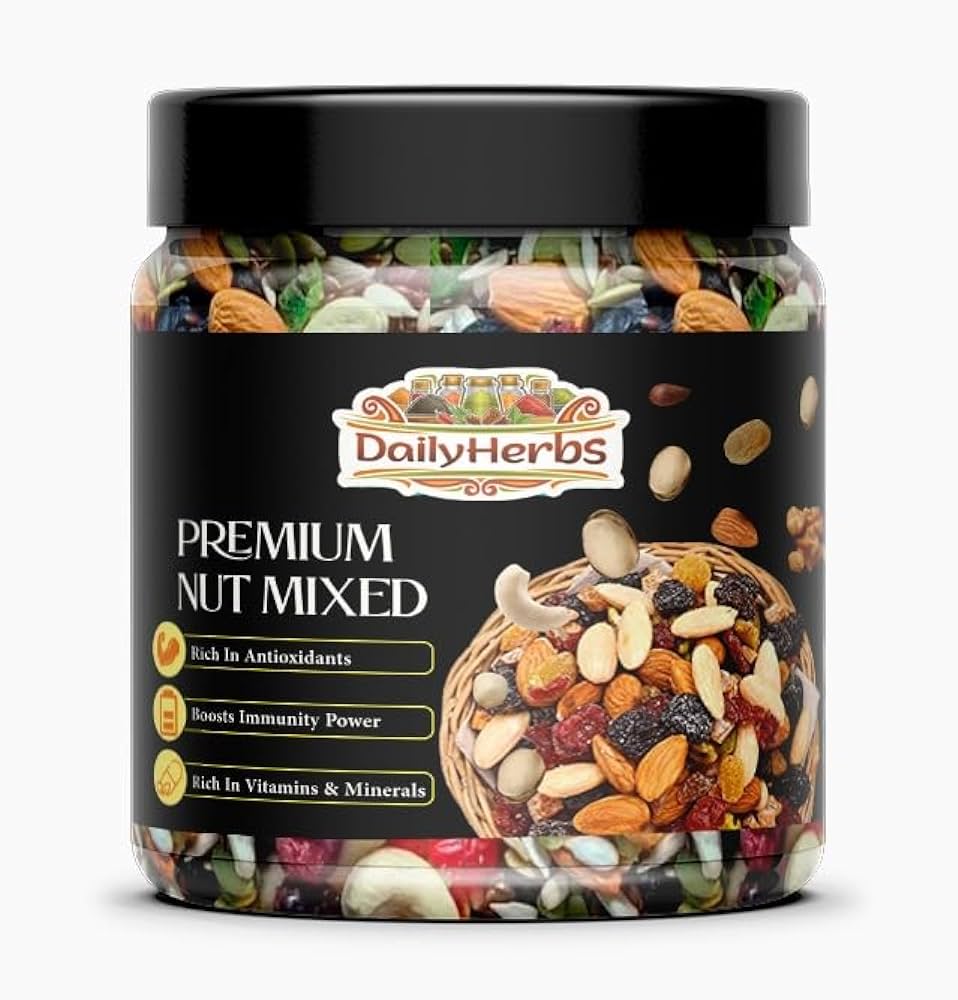 DailyHerbs
PREMIUM
NUT MIXED
Rich In Antioxidants
Boosts Immunity Power
Rich In Vitamins & Minerals